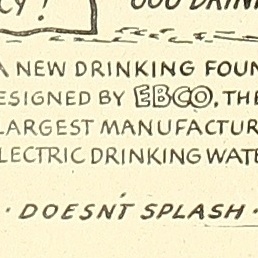 A NEW DRINKING FOUN
ESIGNED BY EBCO, THE
LARGEST MANUFACTUR
LECTRIC DRINKING WATE
· DOESN'T SPLASH ·